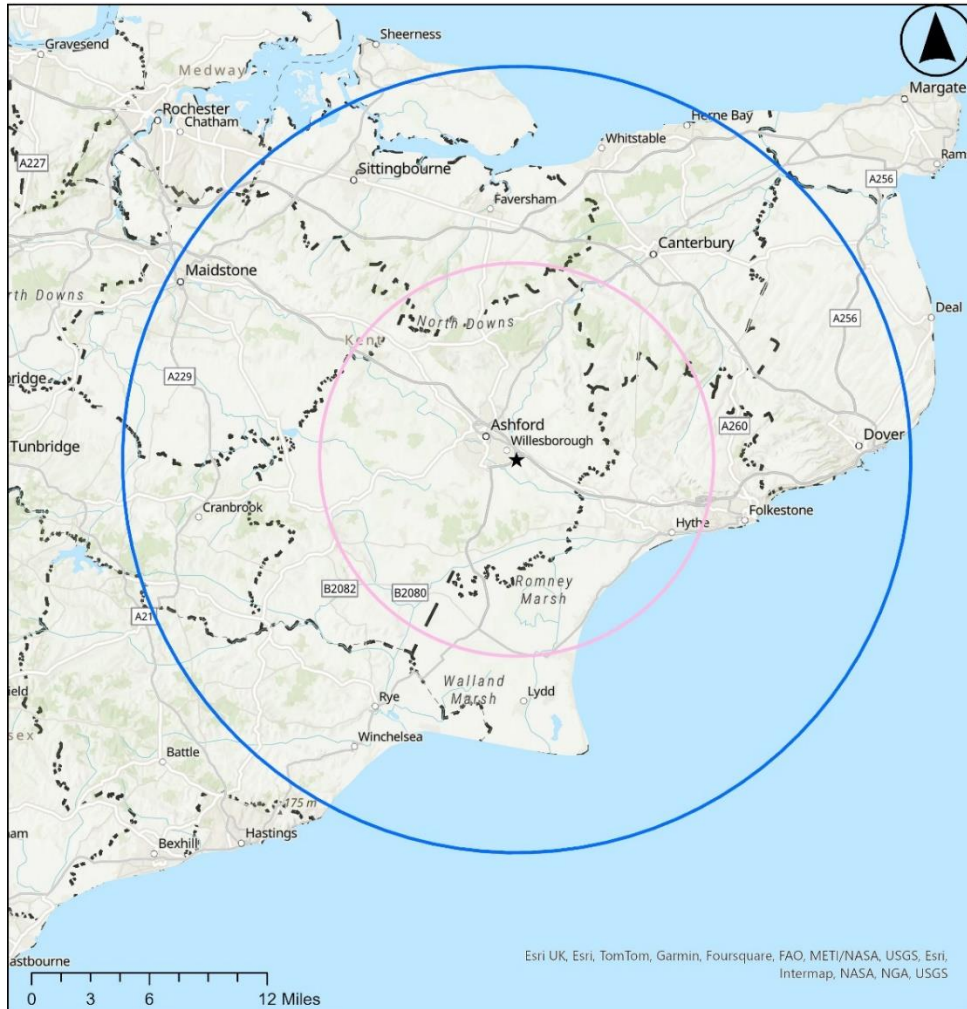 Sheerness
Gravesend
Medway
Margate
Rochester
Chatham
Herne Bay
Whitstable
Ram
A227
Sittingbourne
A256
Faversham
Canterbury
Maidstone
rth Downs
Deal
North Downs
A256
Kent
bridge
A229
Ashford
A260
Willesborough
Dover
Tunbridge
Cranbrook
Folkestone
Hythe
Romney
Marsh
B2082
B2080
A21
Walland
Marsh
field
Rye
Lydd
sex
Winchelsea
Battle
175 m
ham
Hastings
Bexhill
astbourne
Esri UK, Esri, TomTom, Garmin, Foursquare, FAO, METI/NASA, USGS, Esri,
Intermap, NASA, NGA, USGS
0 3 6 12 Miles